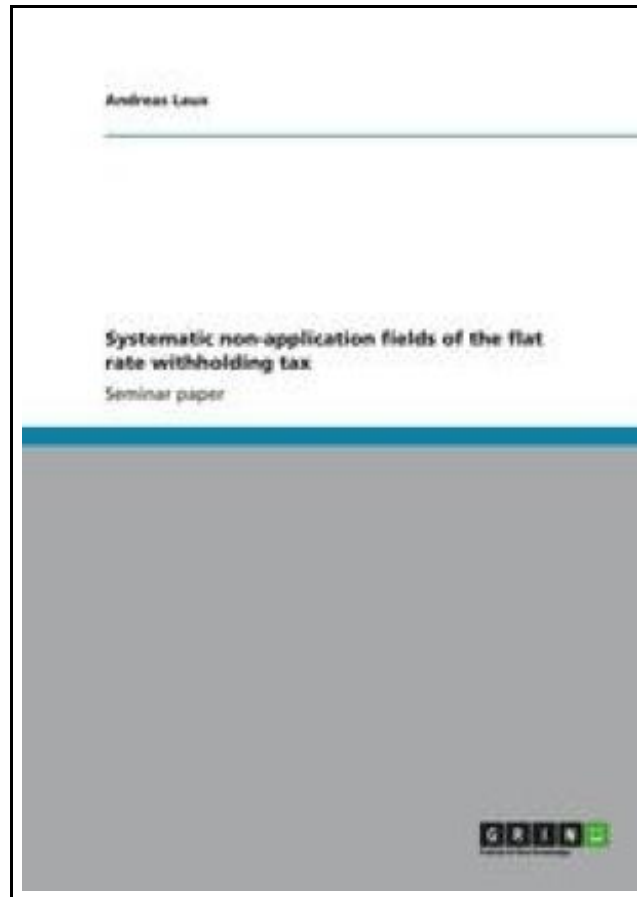 Andreas Laux
Systematic non-application fields of the flat
rate withholding tax
Seminar paper
GRIN